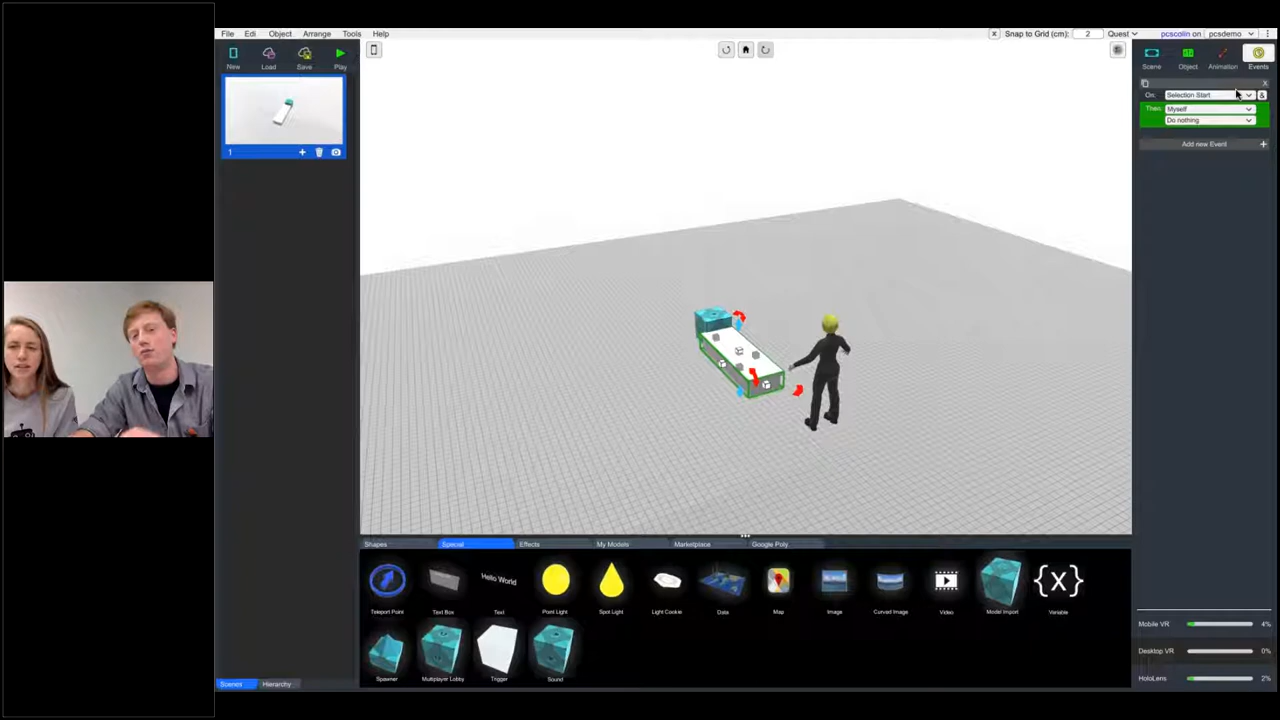 File Edi Object Arrange Tools Help
x Snap to Grid (cm): 2 Quest pcscolin on pcsdemo
New Load Save Play
Scene Object Animation Events
1
x
On: Selection Start &
Then Myself
Do nothing
Add new Event +
Shapes Special Effects My Models Marketplace Google Poly
Hello World
{x}
Teleport Point Text Box Text Point Light Spot Light Light Cookie Data Map Image Curved Image Video Model Import Variable
Spawner Multiplayer Lobby Trigger Sound
Mobile VR 4%
Desktop VR 0%
HoloLens 2%
Scenes Hierarchy